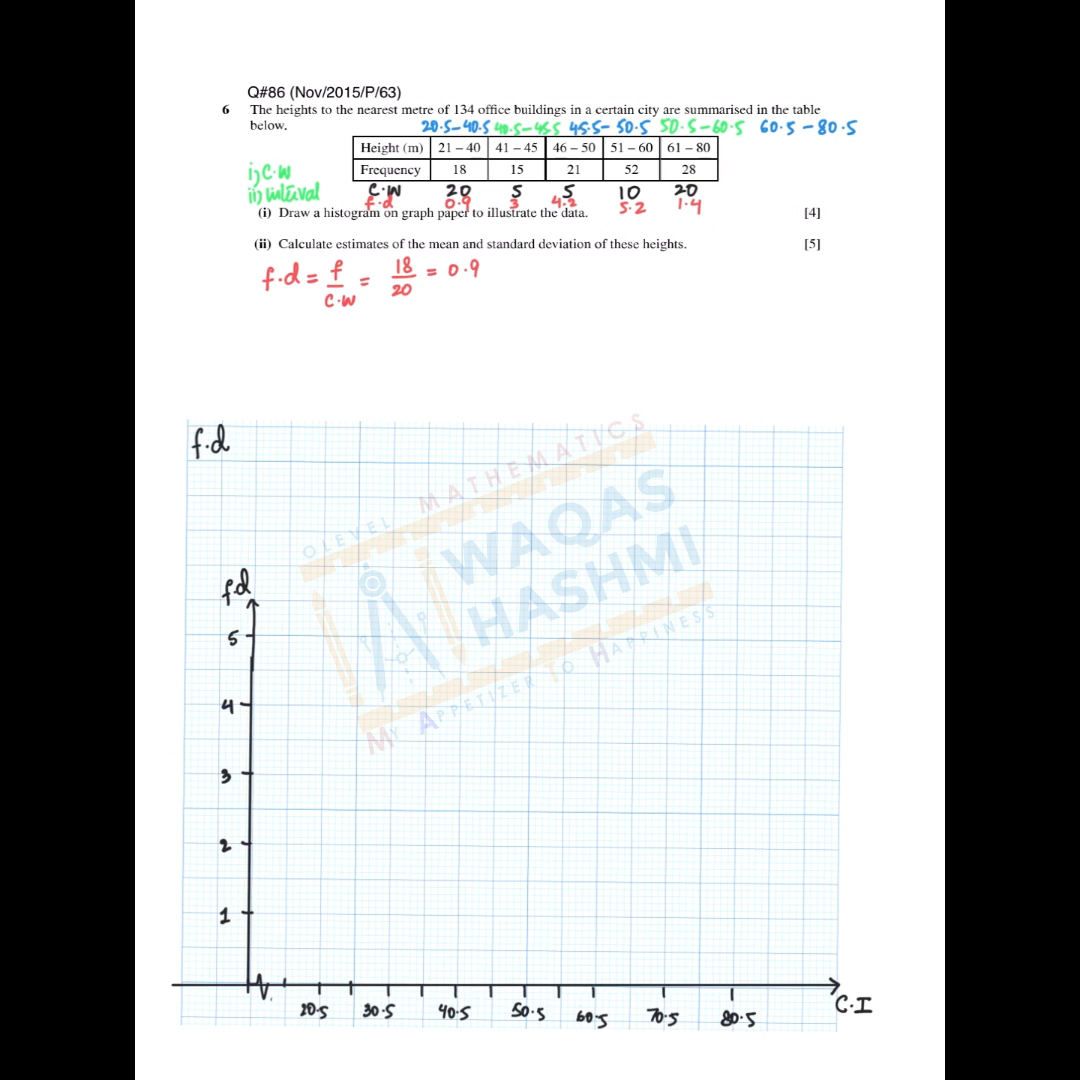 Q#86 (Nov/2015/P/63)
6 The heights to the nearest metre of 134 office buildings in a certain city are summarised in the table
below.
20.5-40.5 40.5-45.5 45.5-50.5 50.5-60.5 60.5-80.5
Height (m) 21 – 40 41 – 45 46 – 50 51 – 60 61 – 80
i) C.W
Frequency 18 15 21 52 28
ii) interval
C.W 20 5 5 10 20
f.d 0.9 3 4.2 5.2 1.4
(i) Draw a histogram on graph paper to illustrate the data. [4]
(ii) Calculate estimates of the mean and standard deviation of these heights. [5]
f.d = f/C.W = 18/20 = 0.9
f.d
OLEVEL MATHEMATICS
WAQAS
HASHMI
MY APPETIZER TO HAPPINESS
f.d
5
4
3
2
1
20.5 30.5 40.5 50.5 60.5 70.5 80.5
C.I